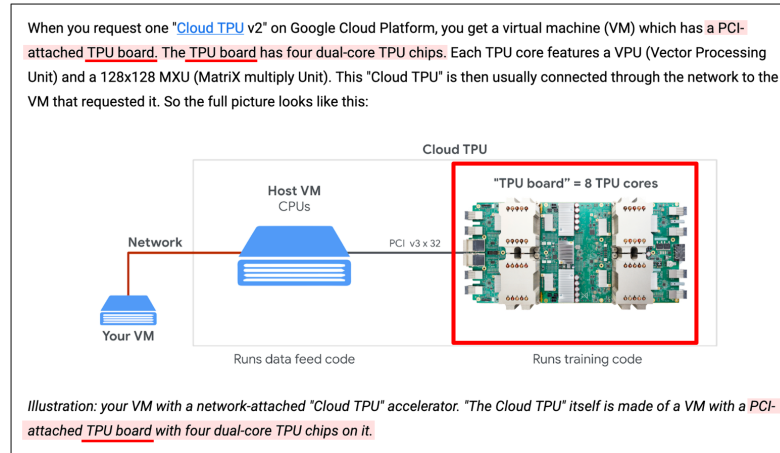 When you request one "Cloud TPU v2" on Google Cloud Platform, you get a virtual machine (VM) which has a PCI-
attached TPU board. The TPU board has four dual-core TPU chips. Each TPU core features a VPU (Vector Processing
Unit) and a 128x128 MXU (MatriX multiply Unit). This "Cloud TPU" is then usually connected through the network to the
VM that requested it. So the full picture looks like this:
Cloud TPU
"TPU board" = 8 TPU cores
Host VM
CPUs
Network
PCI v3 x 32
Your VM
Runs data feed code
Runs training code
Illustration: your VM with a network-attached "Cloud TPU" accelerator. "The Cloud TPU" itself is made of a VM with a PCI-
attached TPU board with four dual-core TPU chips on it.